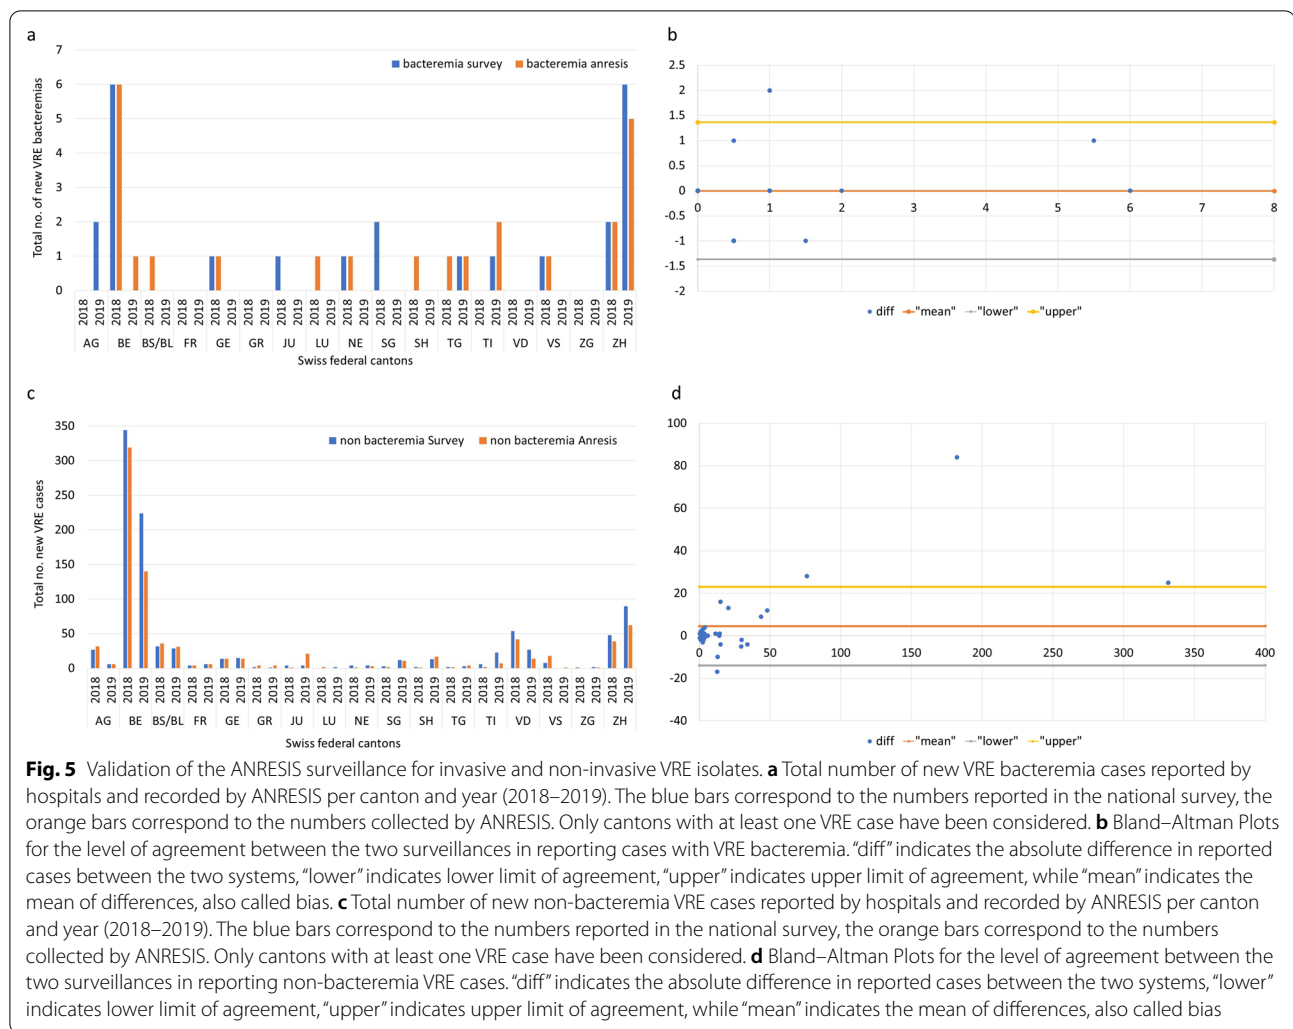 a
7
6
5
4
3
2
1
0
Total no. of new VRE bacteremias
bacteremia survey bacteremia anresis
2018 2019 2018 2019 2018 2019 2018 2019 2018 2019 2018 2019 2018 2019 2018 2019 2018 2019 2018 2019 2018 2019 2018 2019 2018 2019 2018 2019 2018 2019 2018 2019 2018 2019
AG BE BS/BL FR GE GR JU LU NE SG SH TG TI VD VS ZG ZH
Swiss federal cantons
b
2.5
2
1.5
1
0.5
0
-0.5
-1
-1.5
-2
0 1 2 3 4 5 6 7 8
diff "mean" "lower" "upper"
c
350
300
250
200
150
100
50
0
Total no. new VRE cases
non bacteremia Survey non bacteremia Anresis
2018 2019 2018 2019 2018 2019 2018 2019 2018 2019 2018 2019 2018 2019 2018 2019 2018 2019 2018 2019 2018 2019 2018 2019 2018 2019 2018 2019 2018 2019 2018 2019 2018 2019
AG BE BS/BL FR GE GR JU LU NE SG SH TG TI VD VS ZG ZH
Swiss federal cantons
d
100
80
60
40
20
0
-20
-40
0 50 100 150 200 250 300 350 400
diff "mean" "lower" "upper"
Fig. 5 Validation of the ANRESIS surveillance for invasive and non-invasive VRE isolates. a Total number of new VRE bacteremia cases reported by
hospitals and recorded by ANRESIS per canton and year (2018–2019). The blue bars correspond to the numbers reported in the national survey, the
orange bars correspond to the numbers collected by ANRESIS. Only cantons with at least one VRE case have been considered. b Bland–Altman Plots
for the level of agreement between the two surveillances in reporting cases with VRE bacteremia. “diff” indicates the absolute difference in reported
cases between the two systems, “lower” indicates lower limit of agreement, “upper” indicates upper limit of agreement, while “mean” indicates the
mean of differences, also called bias. c Total number of new non-bacteremia VRE cases reported by hospitals and recorded by ANRESIS per canton
and year (2018–2019). The blue bars correspond to the numbers reported in the national survey, the orange bars correspond to the numbers
collected by ANRESIS. Only cantons with at least one VRE case have been considered. d Bland–Altman Plots for the level of agreement between the
two surveillances in reporting non-bacteremia VRE cases. “diff” indicates the absolute difference in reported cases between the two systems, “lower”
indicates lower limit of agreement, “upper” indicates upper limit of agreement, while “mean” indicates the mean of differences, also called bias